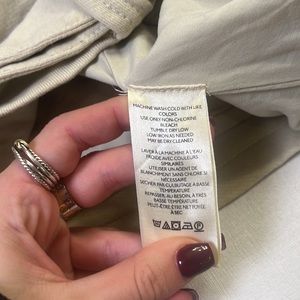 MACHINE WASH COLD WITH LIKE
COLORS
USE ONLY NON-CHLORINE
BLEACH
TUMBLE DRY LOW
LOW IRON AS NEEDED
MAY BE DRY CLEANED
LAVER À LA MACHINE À L'EAU
FROIDE AVEC COULEURS
SIMILAIRES
UTILISER UN AGENT DE
BLANCHIMENT SANS CHLORE SI
NÉCESSAIRE
SÉCHER PAR CULBUTAGE À BASSE
TEMPÉRATURE
REPASSER, AU BESOIN, À TRÈS
BASSE TEMPÉRATURE
PEUT-ÊTRE ÊTRE NETTOYÉ
À SEC